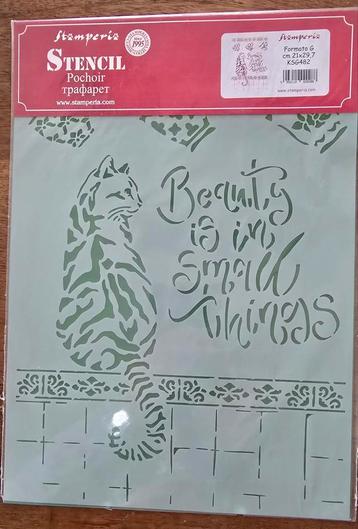 Stamperia
STENCIL
Pochoir
трафарет
www.stamperia.com
SINCE
1995
Stamperia
Formato G
cm 21x29,7
KSG482
www.stamperia.com
Beauty
is in
small
things